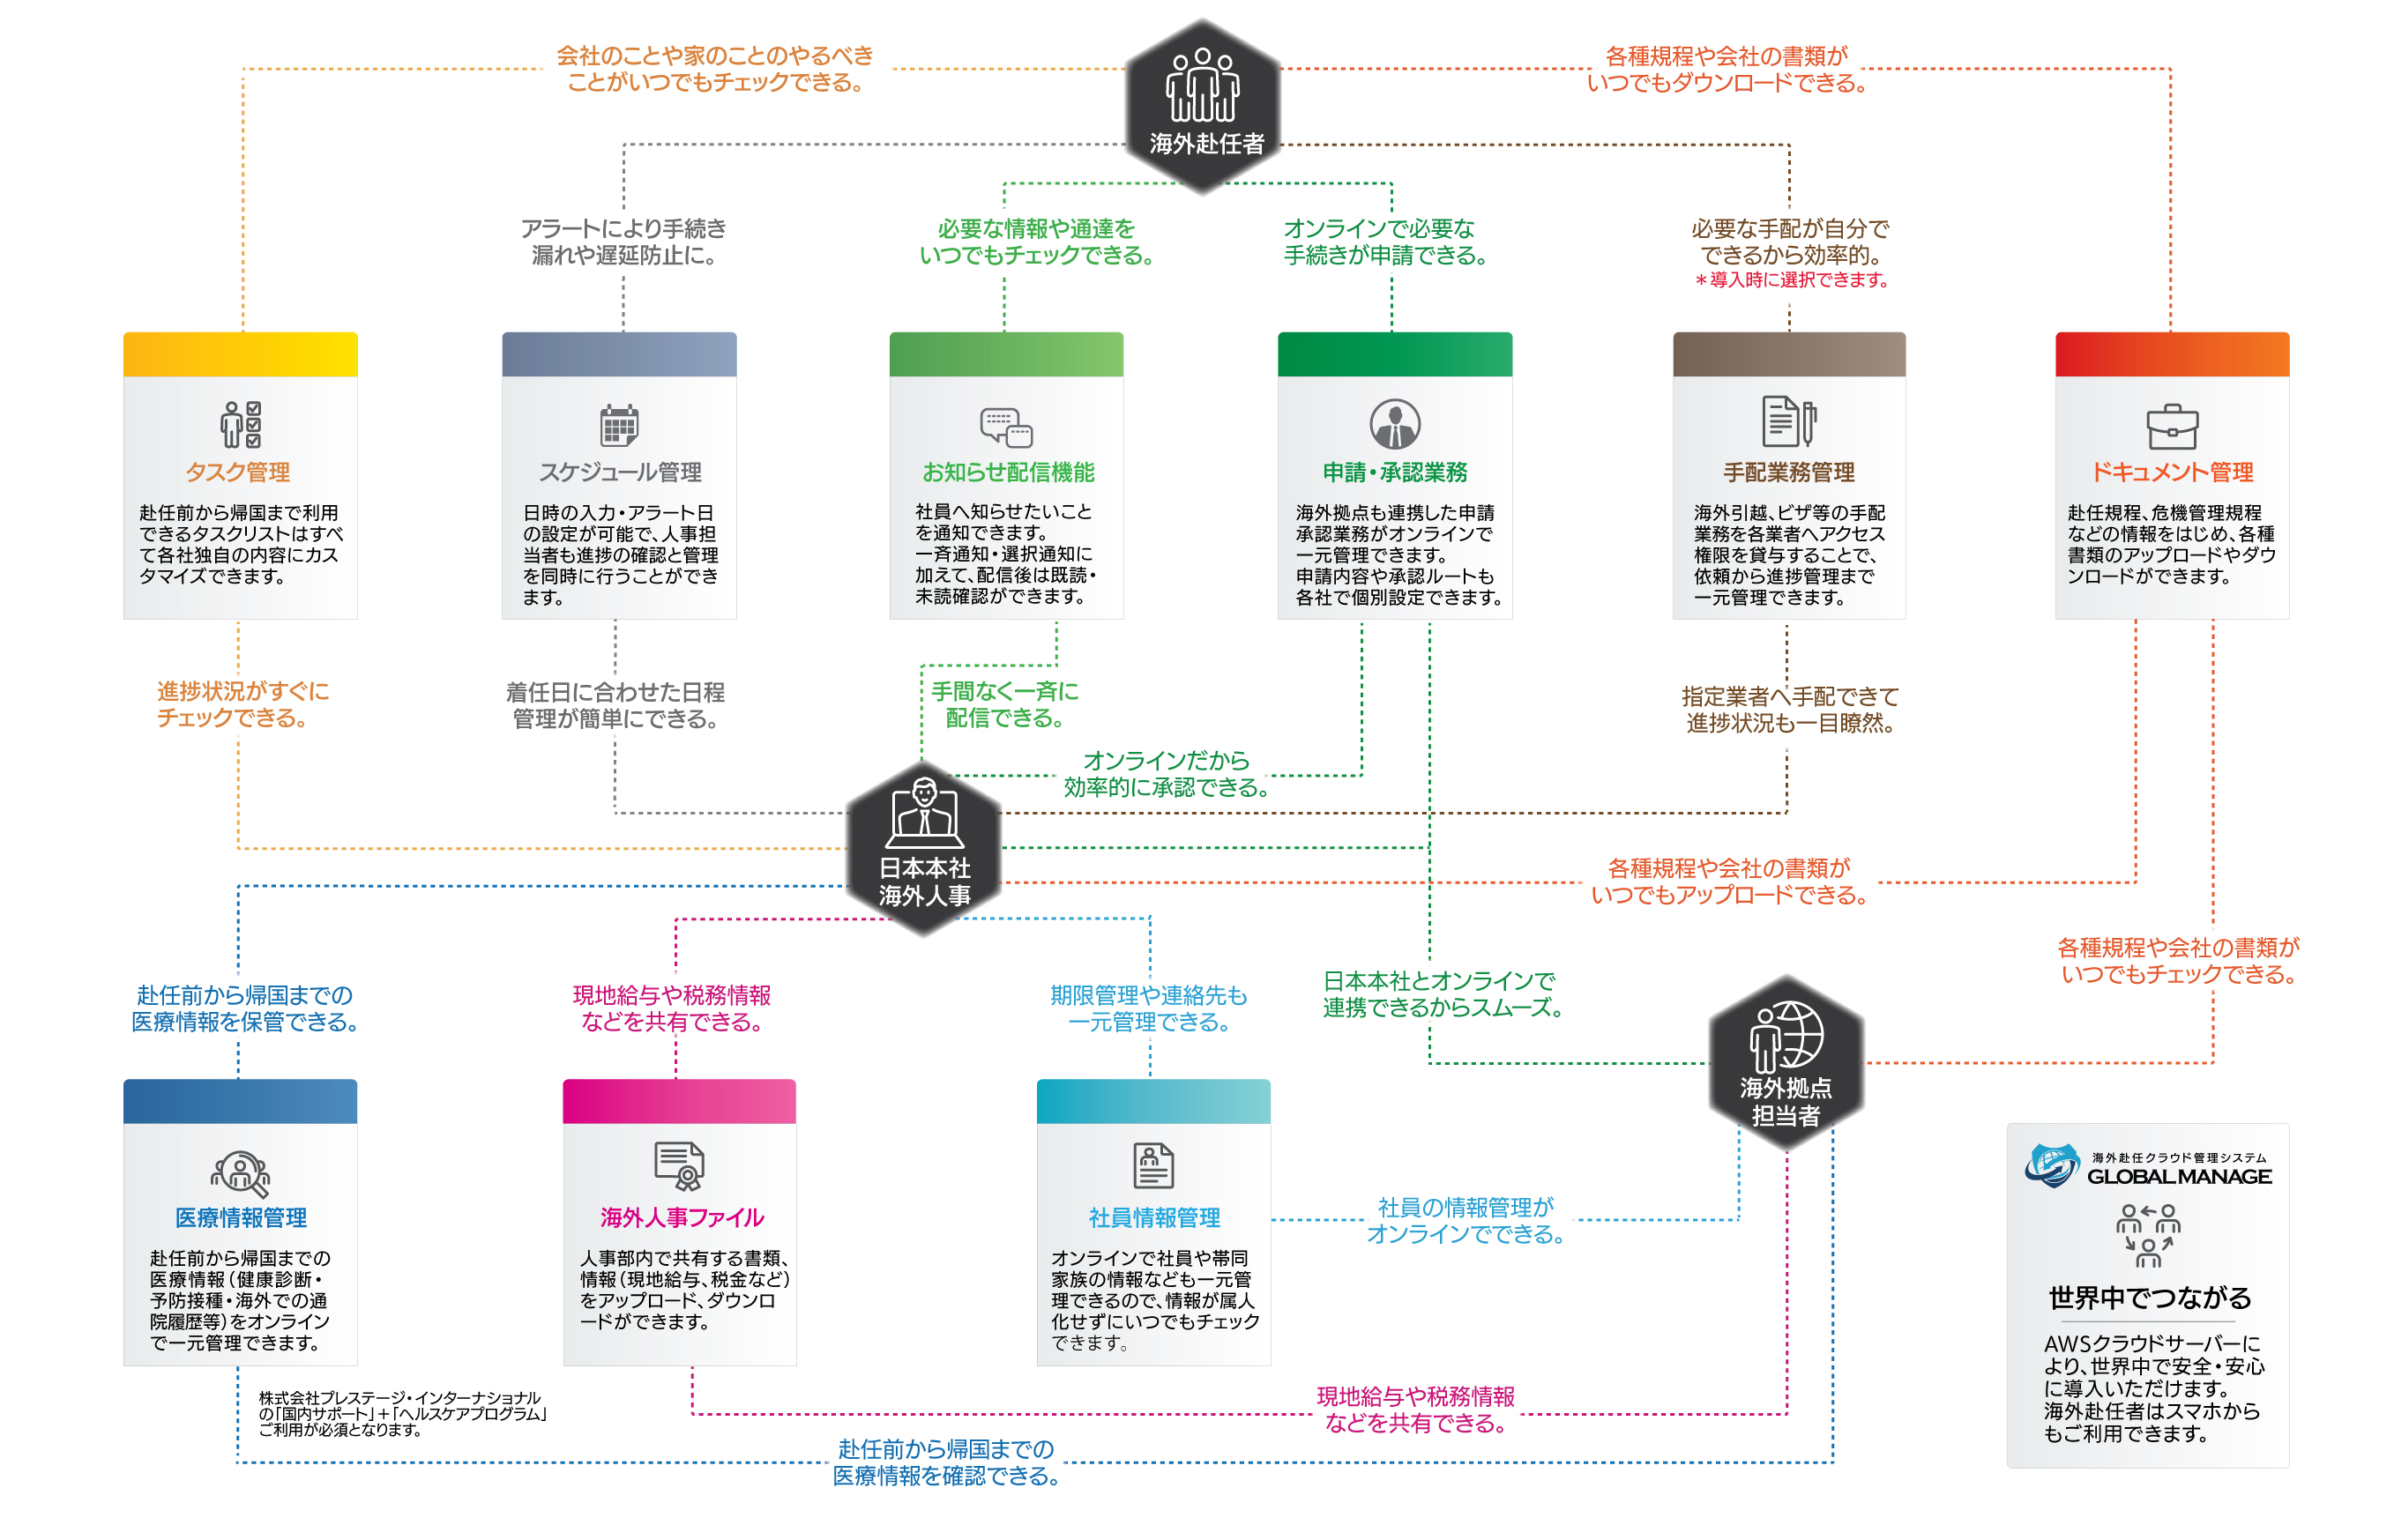 会社のことや家のことのやるべき
ことがいつでもチェックできる。
海外赴任者
各種規程や会社の書類が
いつでもダウンロードできる。
アラートにより手続き
漏れや遅延防止に。
必要な情報や通達を
いつでもチェックできる。
オンラインで必要な
手続きが申請できる。
必要な手配が自分で
できるから効率的。
＊導入時に選択できます。
タスク管理
赴任前から帰国まで利用
できるタスクリストはすべ
て各社独自の内容にカス
タマイズできます。
スケジュール管理
日時の入力・アラート日
の設定が可能で、人事担
当者も進捗の確認と管理
を同時に行うことができ
ます。
お知らせ配信機能
社員へ知らせたいこと
を通知できます。
一斉通知・選択通知に
加えて、配信後は既読・
未読確認ができます。
申請・承認業務
海外拠点も連携した申請
承認業務がオンラインで
一元管理できます。
申請内容や承認ルートも
各社で個別設定できます。
手配業務管理
海外引越、ビザ等の手配
業務を各業者へアクセス
権限を貸与することで、
依頼から進捗管理まで
一元管理できます。
ドキュメント管理
赴任規程、危機管理規程
などの情報をはじめ、各種
書類のアップロードやダウ
ンロードができます。
進捗状況がすぐに
チェックできる。
着任日に合わせた日程
管理が簡単にできる。
手間なく一斉に
配信できる。
オンラインだから
効率的に承認できる。
指定業者へ手配できて
進捗状況も一目瞭然。
日本本社
海外人事
各種規程や会社の書類が
いつでもアップロードできる。
各種規程や会社の書類が
いつでもチェックできる。
赴任前から帰国までの
医療情報を保管できる。
現地給与や税務情報
などを共有できる。
期限管理や連絡先も
一元管理できる。
日本本社とオンラインで
連携できるからスムーズ。
海外拠点
担当者
医療情報管理
赴任前から帰国までの
医療情報（健康診断・
予防接種・海外での通
院履歴等）をオンライン
で一元管理できます。
海外人事ファイル
人事部内で共有する書類、
情報（現地給与、税金など）
をアップロード、ダウンロ
ードができます。
社員情報管理
オンラインで社員や帯同
家族の情報なども一元管
理できるので、情報が属人
化せずにいつでもチェック
できます。
社員の情報管理が
オンラインでできる。
海外赴任クラウド管理システム
GLOBALMANAGE
世界中でつながる
AWSクラウドサーバーに
より、世界中で安全・安心
に導入いただけます。
海外赴任者はスマホから
もご利用できます。
株式会社プレステージ・インターナショナル
の「国内サポート」＋「ヘルスケアプログラム」
ご利用が必須となります。
現地給与や税務情報
などを共有できる。
赴任前から帰国までの
医療情報を確認できる。